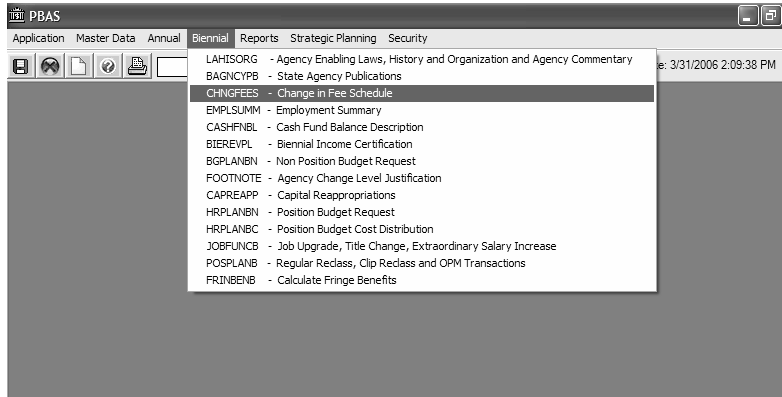 PBAS
Application Master Data Annual Biennial Reports Strategic Planning Security
e: 3/31/2006 2:09:38 PM
LAHISORG - Agency Enabling Laws, History and Organization and Agency Commentary
BAGNCYPB - State Agency Publications
CHNGFEES - Change in Fee Schedule
EMPLSUMM - Employment Summary
CASHFNBL - Cash Fund Balance Description
BIEREVPL - Biennial Income Certification
BGPLANBN - Non Position Budget Request
FOOTNOTE - Agency Change Level Justification
CAPREAPP - Capital Reappropriations
HRPLANBN - Position Budget Request
HRPLANBC - Position Budget Cost Distribution
JOBFUNCB - Job Upgrade, Title Change, Extraordinary Salary Increase
POSPLANB - Regular Reclass, Clip Reclass and OPM Transactions
FRINBENB - Calculate Fringe Benefits